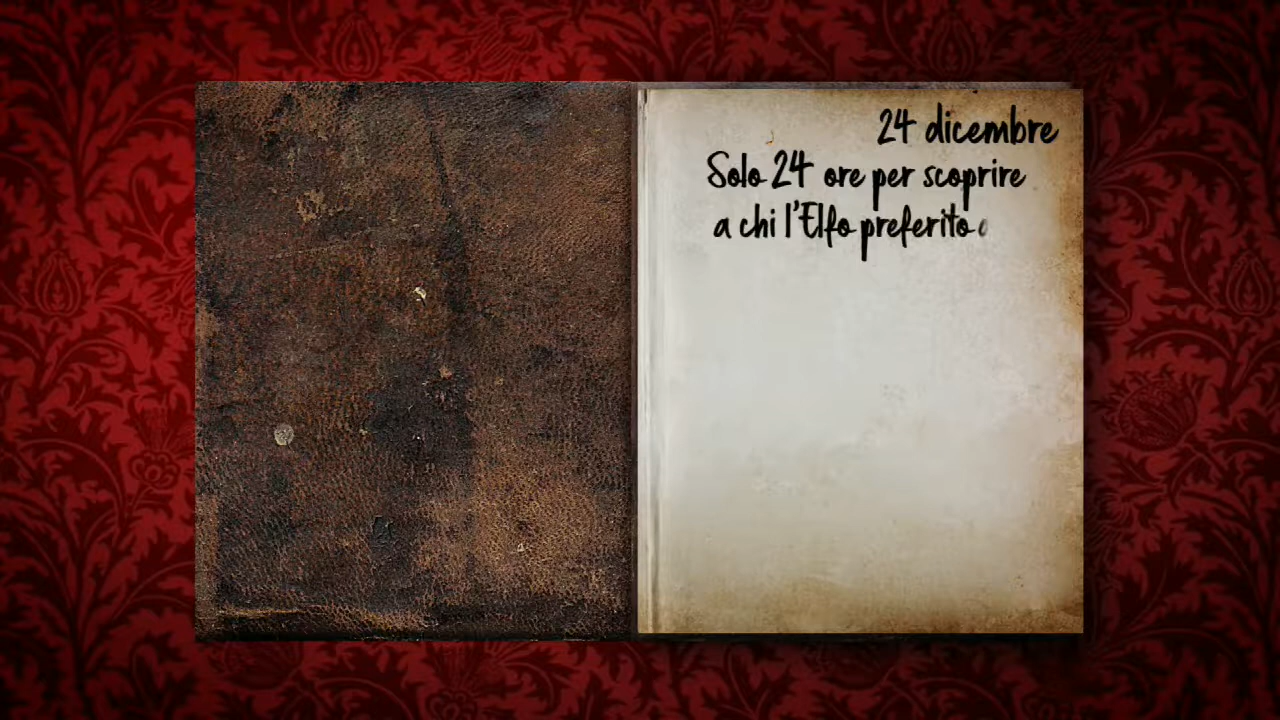 24 dicembre
Solo 24 ore per scoprire
a chi l'Elfo preferito